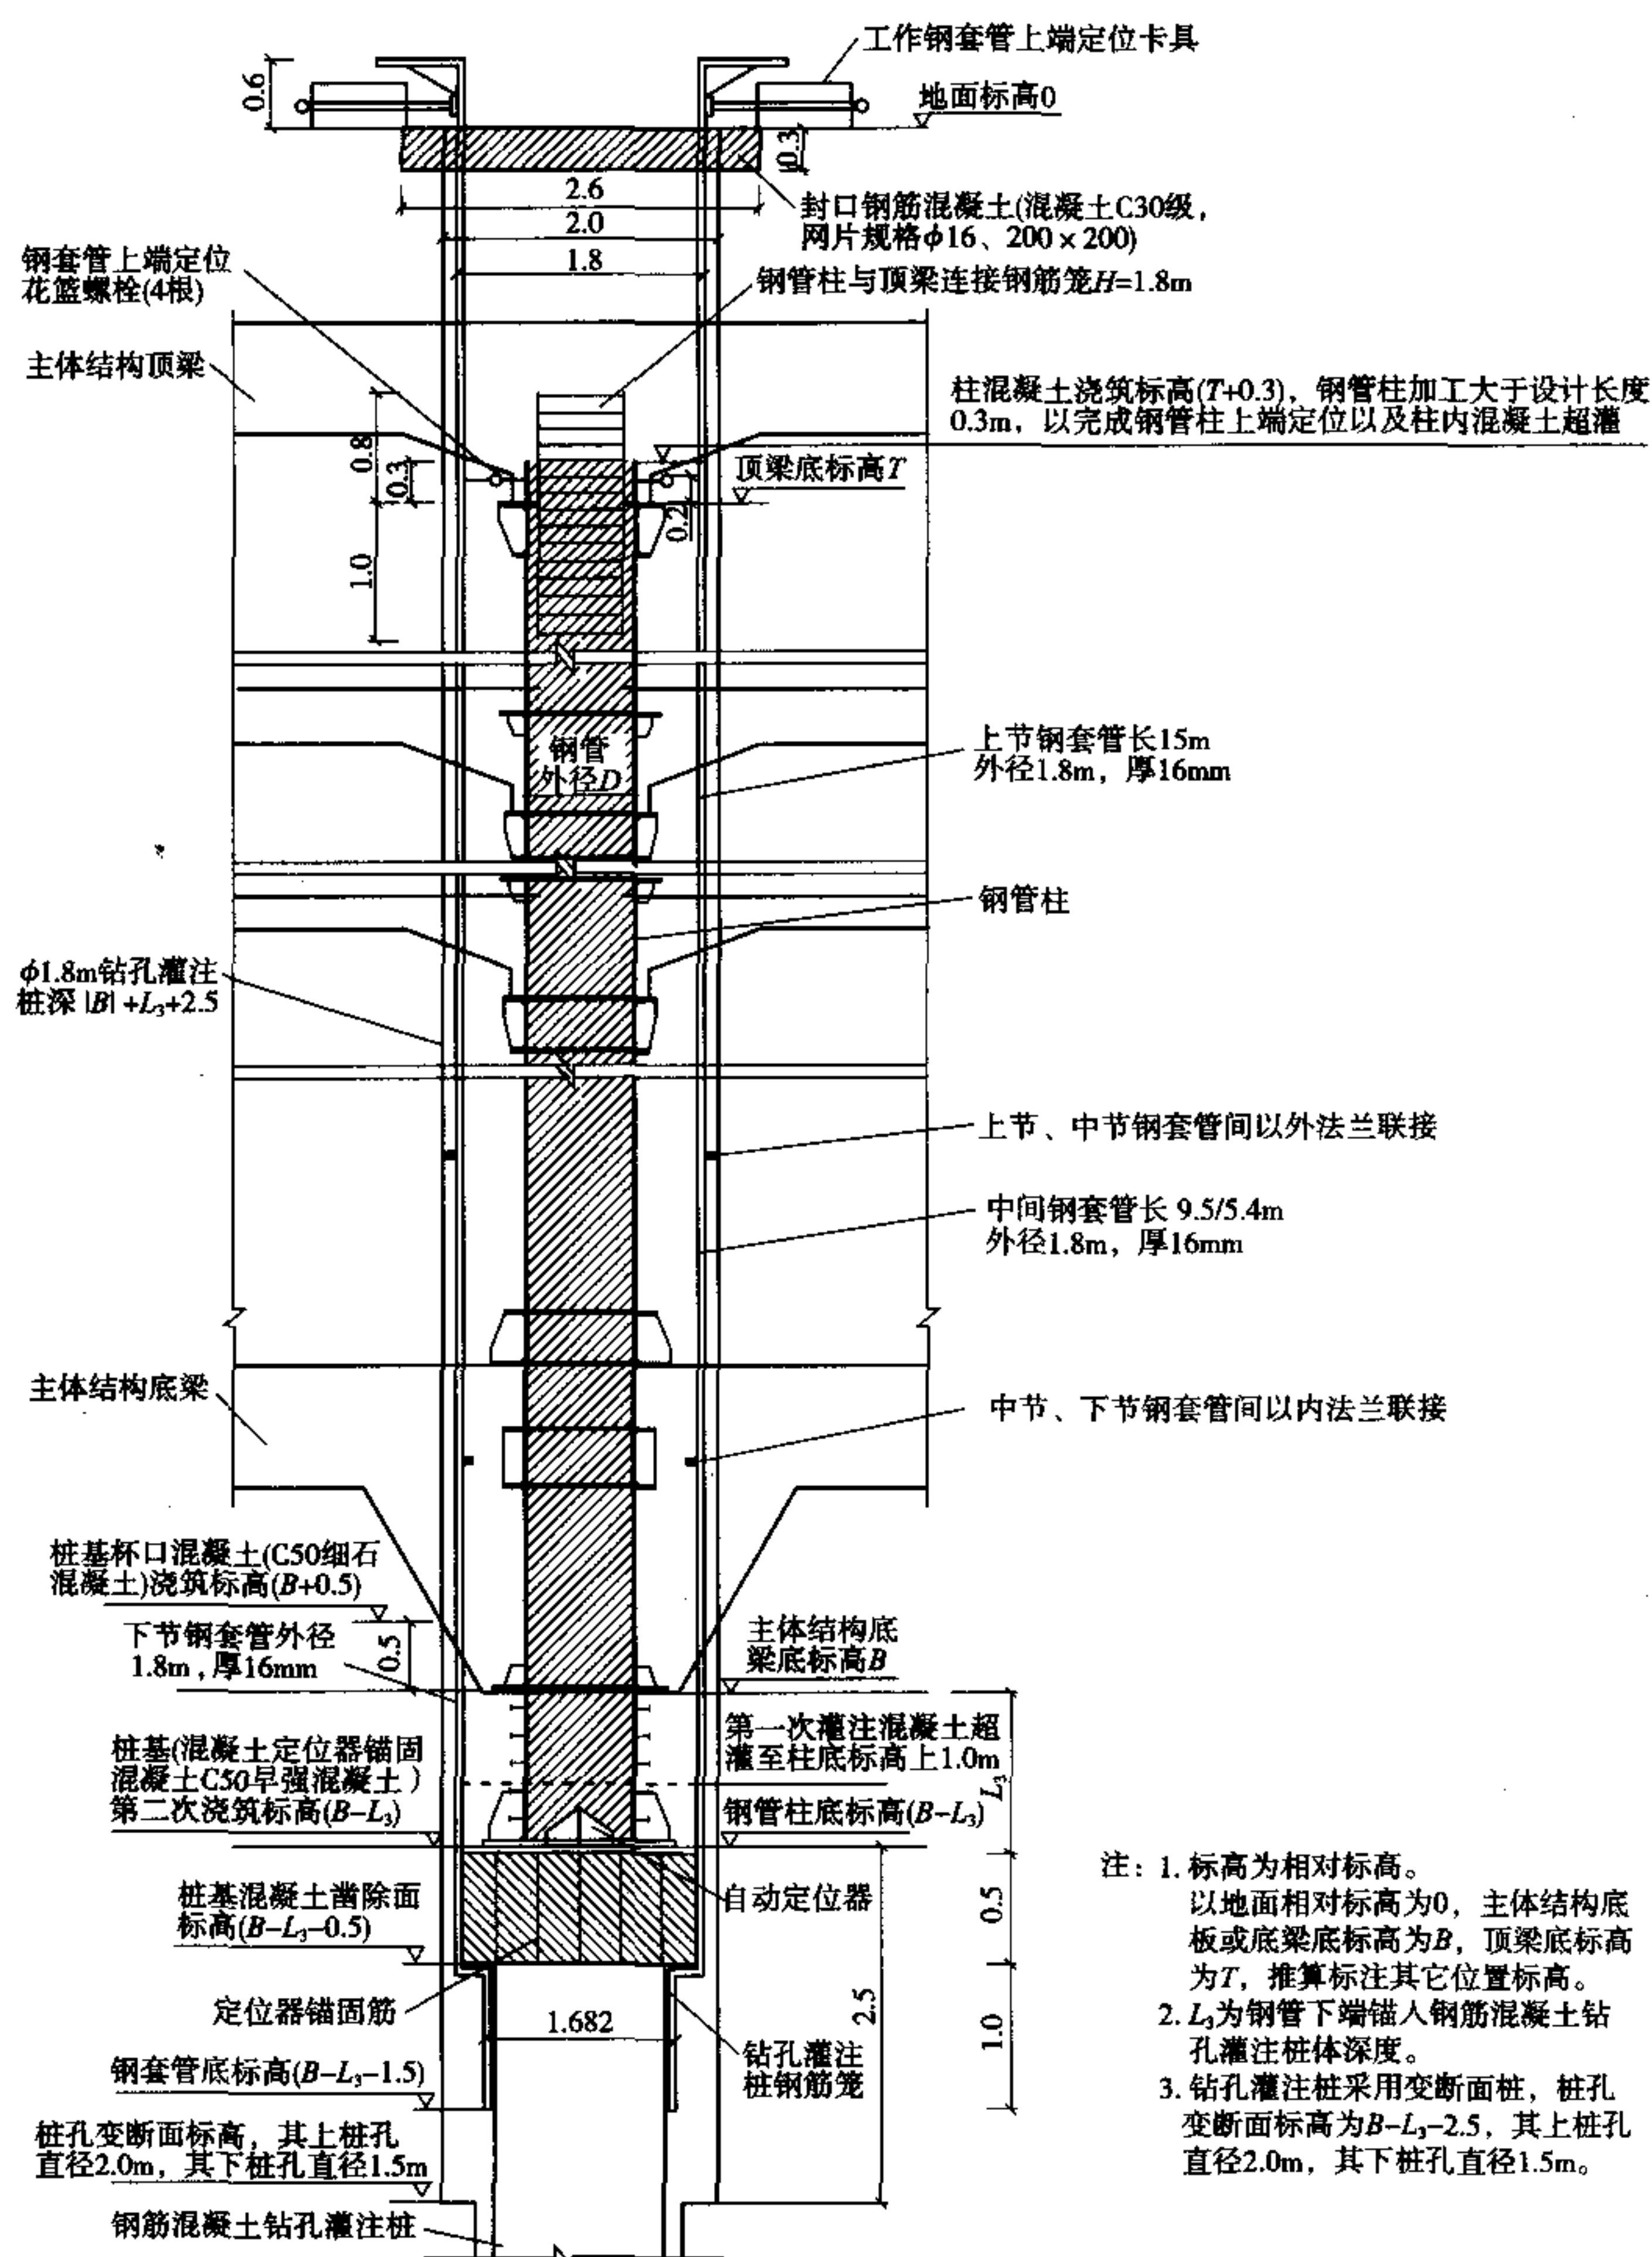 工作钢套管上端定位卡具
0.6
地面标高0
0.3
2.6
封口钢筋混凝土(混凝土C30级，
网片规格ϕ16、200×200)
2.0
1.8
钢套管上端定位
花篮螺栓(4根)
钢管柱与顶梁连接钢筋笼H=1.8m
主体结构顶梁
柱混凝土浇筑标高(T+0.3)，钢管柱加工大于设计长度
0.3m，以完成钢管柱上端定位以及柱内混凝土超灌
0.8
0.3
顶梁底标高T
0.2
1.0
钢管
外径D
上节钢套管长15m
外径1.8m，厚16mm
钢管柱
ϕ1.8m钻孔灌注
桩深|B|+L₃+2.5
上节、中节钢套管间以外法兰联接
中间钢套管长 9.5/5.4m
外径1.8m，厚16mm
主体结构底梁
中节、下节钢套管间以内法兰联接
桩基杯口混凝土(C50细石
混凝土)浇筑标高(B+0.5)
下节钢套管外径
1.8m，厚16mm
0.5
主体结构底
梁底标高B
第一次灌注混凝土超
灌至柱底标高上1.0m
L₃
桩基(混凝土定位器锚固
混凝土C50早强混凝土)
第二次浇筑标高(B-L₃)
钢管柱底标高(B-L₃)
自动定位器
0.5
桩基混凝土凿除面
标高(B-L₃-0.5)
定位器锚固筋
1.682
2.5
1.0
钻孔灌注
桩钢筋笼
钢套管底标高(B-L₃-1.5)
桩孔变断面标高，其上桩孔
直径2.0m，其下桩孔直径1.5m
钢筋混凝土钻孔灌注桩
注：1. 标高为相对标高。
以地面相对标高为0，主体结构底
板或底梁底标高为B，顶梁底标高
为T，推算标注其它位置标高。
2. L₃为钢管下端锚人钢筋混凝土钻
孔灌注桩体深度。
3. 钻孔灌注桩采用变断面桩，桩孔
变断面标高为B-L₃-2.5，其上桩孔
直径2.0m，其下桩孔直径1.5m。